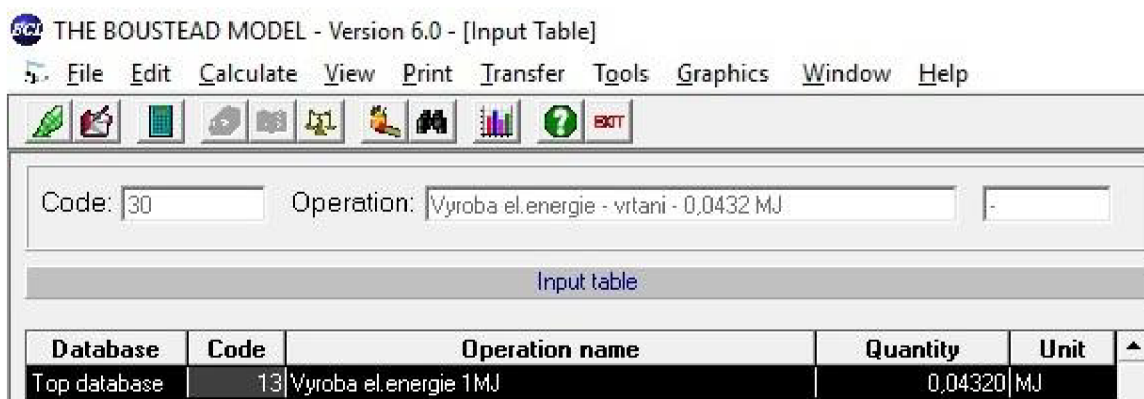 BCL THE BOUSTEAD MODEL - Version 6.0 - [Input Table]
File Edit Calculate View Print Transfer Tools Graphics Window Help
EXIT
Code: 30 Operation: Vyroba el.energie - vrtani - 0,0432 MJ -
Input table
Database Code Operation name Quantity Unit
Top database 13 Vyroba el.energie 1MJ 0,04320 MJ